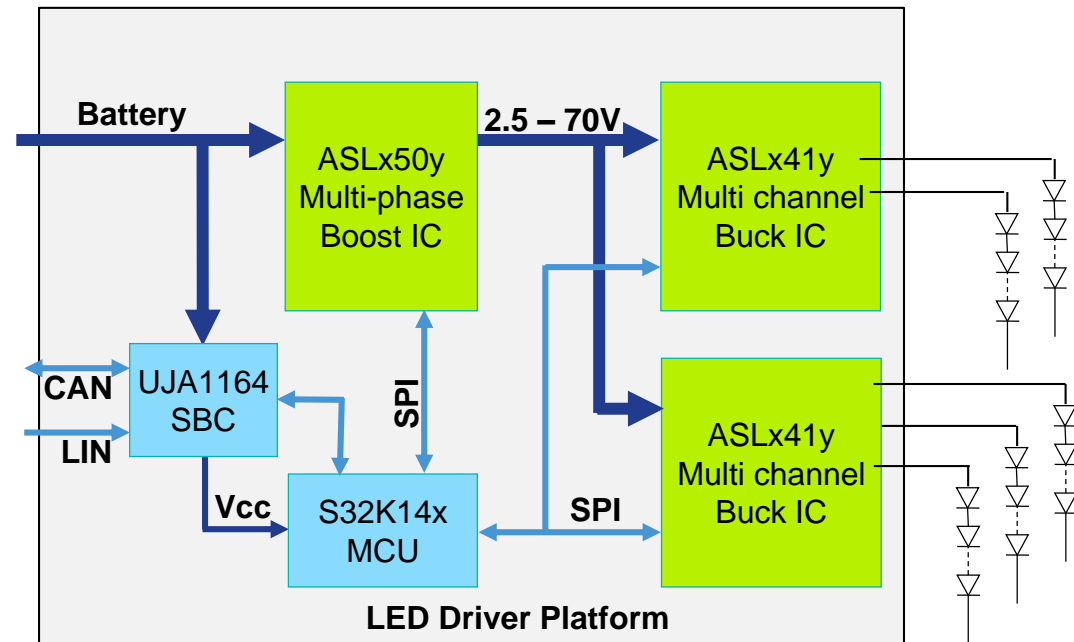 Battery
ASLx50y
Multi-phase
Boost IC
2.5 – 70V
ASLx41y
Multi channel
Buck IC
CAN
LIN
UJA1164
SBC
SPI
Vcc
S32K14x
MCU
SPI
ASLx41y
Multi channel
Buck IC
LED Driver Platform